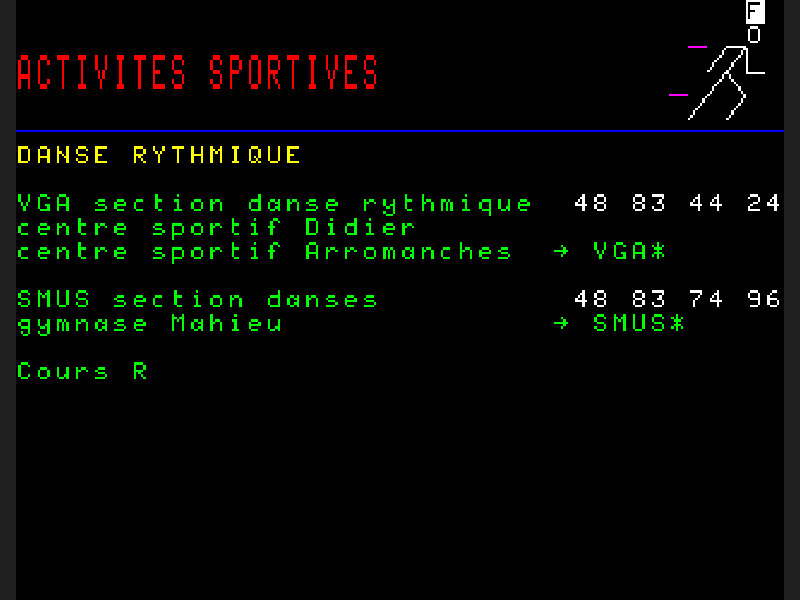 F
ACTIVITES SPORTIVES
DANSE RYTHMIQUE
VGA section danse rythmique 48 83 44 24
centre sportif Didier
centre sportif Arromanches → VGA*
SMUS section danses 48 83 74 96
gymnase Mahieu → SMUS*
Cours R